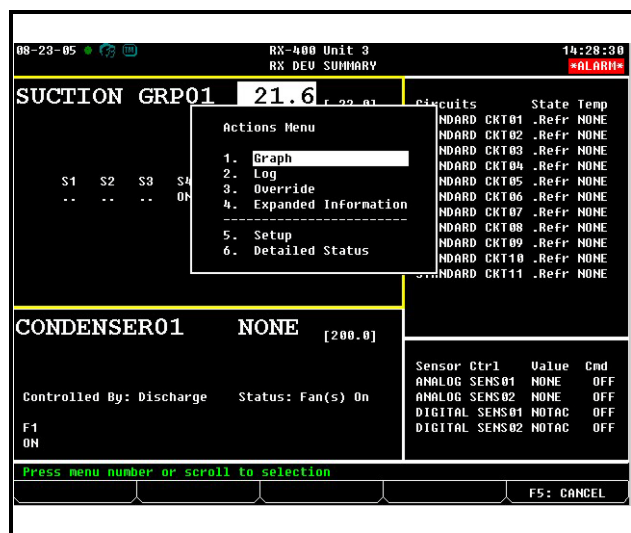 08-23-05 RX-400 Unit 3 14:28:30
RX DEV SUMMARY *ALARM*
SUCTION GRP01 21.6
Circuits State Temp
NDARD CKT01 .Refr NONE
NDARD CKT02 .Refr NONE
NDARD CKT03 .Refr NONE
NDARD CKT04 .Refr NONE
NDARD CKT05 .Refr NONE
NDARD CKT06 .Refr NONE
NDARD CKT07 .Refr NONE
NDARD CKT08 .Refr NONE
NDARD CKT09 .Refr NONE
NDARD CKT10 .Refr NONE
STANDARD CKT11 .Refr NONE
S1 S2 S3 S4
.. .. .. ON
Actions Menu
1. Graph
2. Log
3. Override
4. Expanded Information
-----------------------
5. Setup
6. Detailed Status
CONDENSER01 NONE [200.0]
Controlled By: Discharge Status: Fan(s) On
F1
ON
Sensor Ctrl Value Cmd
ANALOG SENS01 NONE OFF
ANALOG SENS02 NONE OFF
DIGITAL SENS01 NOTAC OFF
DIGITAL SENS02 NOTAC OFF
Press menu number or scroll to selection
F5: CANCEL